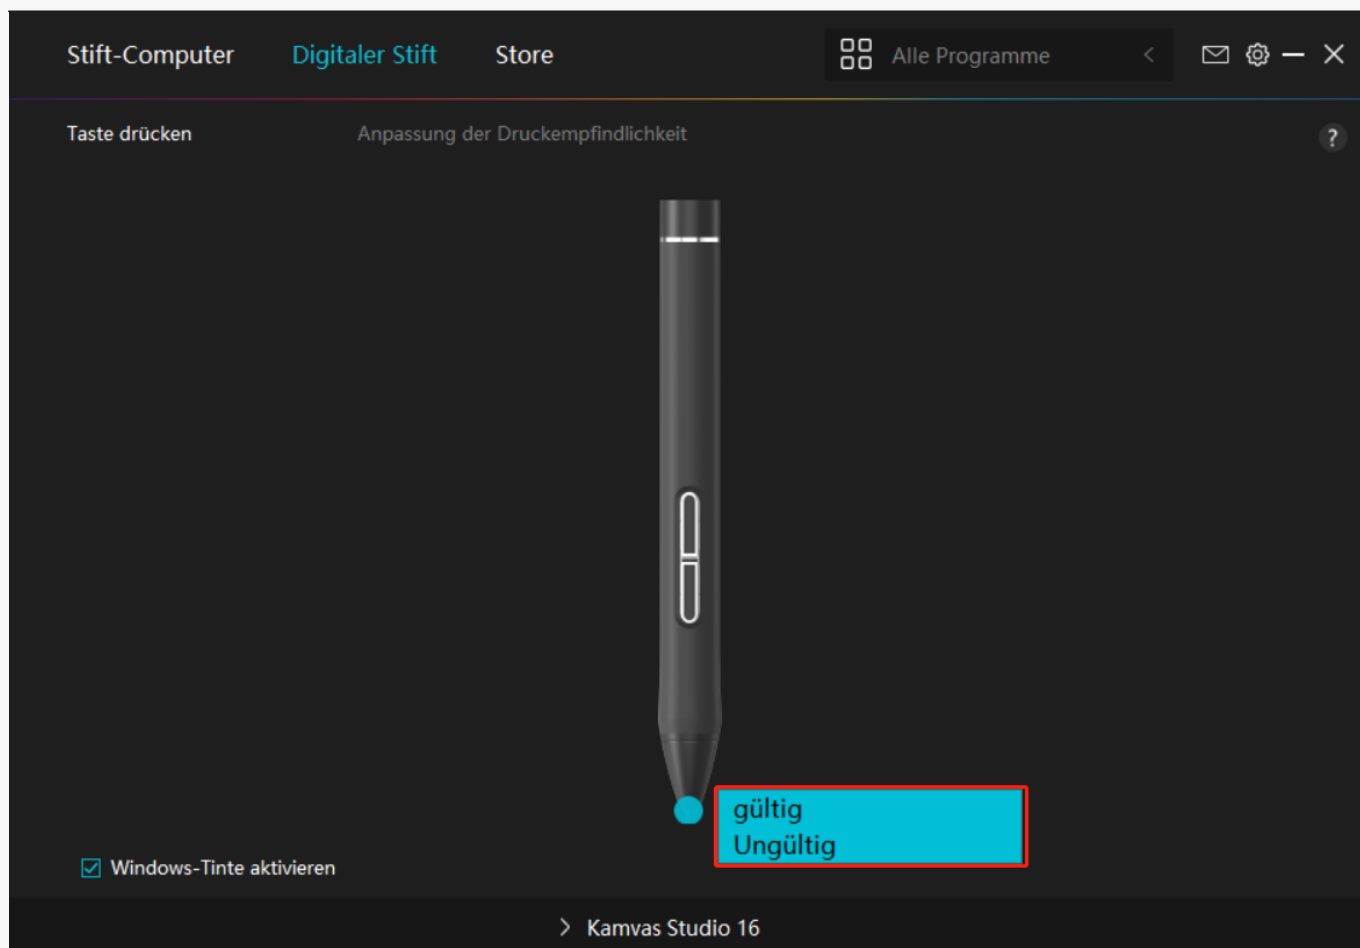 Stift-Computer Digitaler Stift Store Alle Programme
Taste drücken Anpassung der Druckempfindlichkeit ?
gültig
Ungültig
Windows-Tinte aktivieren
Kamvas Studio 16